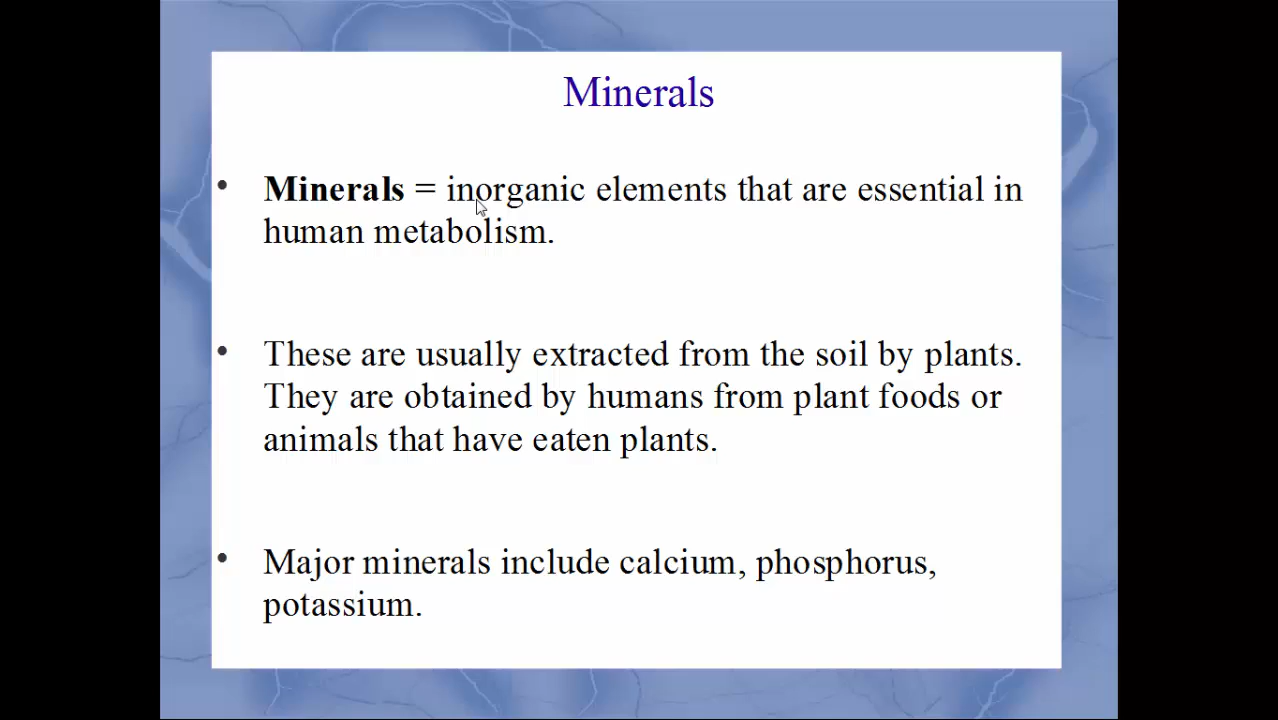 Minerals
• Minerals = inorganic elements that are essential in
human metabolism.
• These are usually extracted from the soil by plants.
They are obtained by humans from plant foods or
animals that have eaten plants.
• Major minerals include calcium, phosphorus,
potassium.